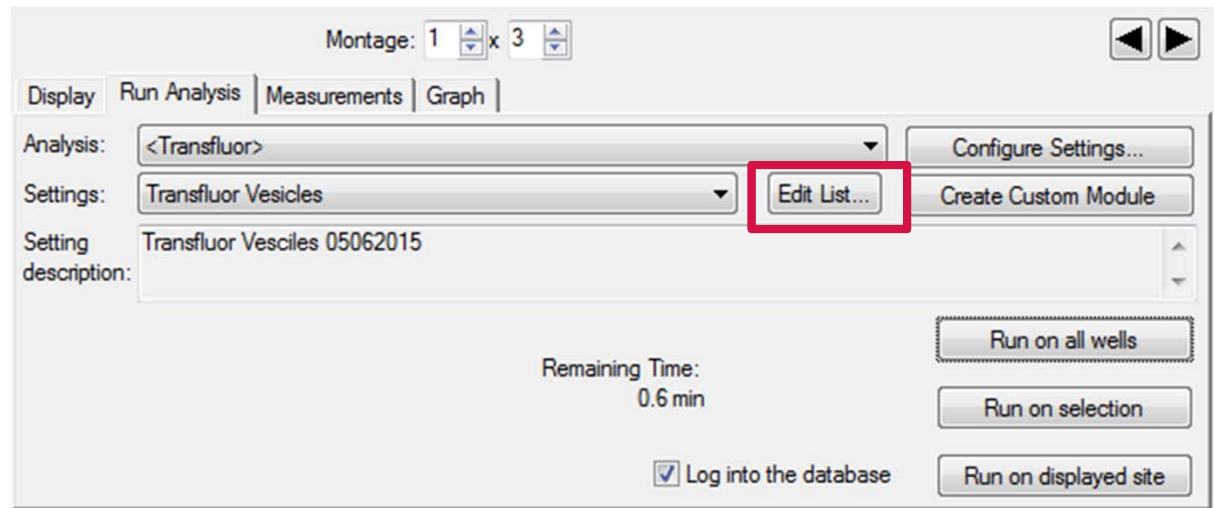 Montage: 1 x 3
Display Run Analysis Measurements Graph
Analysis: <Transfluor> Configure Settings...
Settings: Transfluor Vesicles Edit List... Create Custom Module
Setting description: Transfluor Vesciles 05062015
Run on all wells
Remaining Time:
0.6 min
Run on selection
Log into the database Run on displayed site